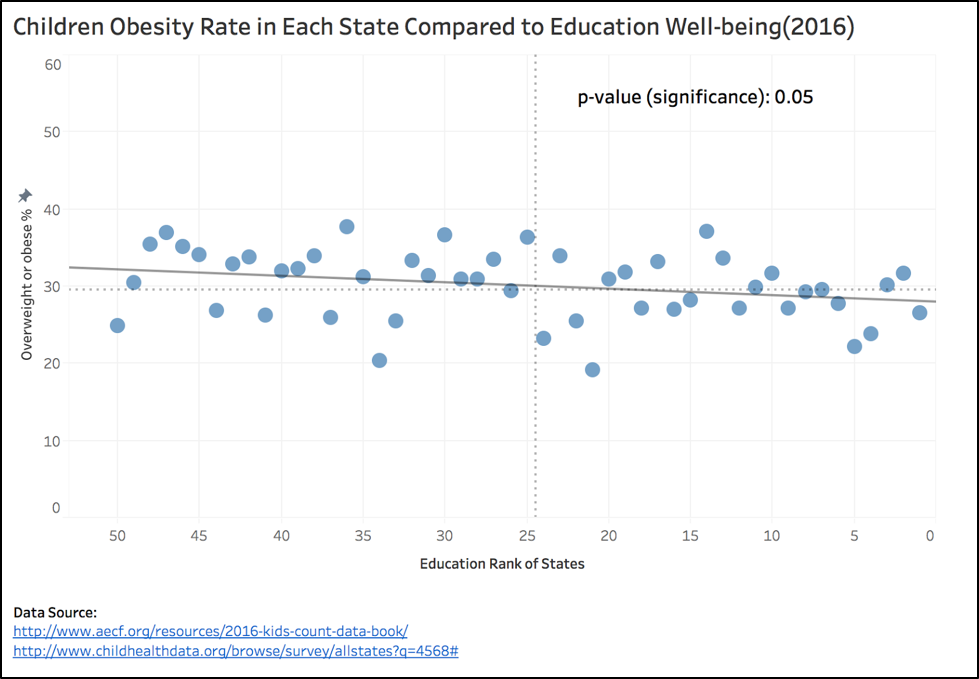 Children Obesity Rate in Each State Compared to Education Well-being(2016)
p-value (significance): 0.05
Overweight or obese %
60
50
40
30
20
10
0
50 45 40 35 30 25 20 15 10 5 0
Education Rank of States
Data Source:
http://www.aecf.org/resources/2016-kids-count-data-book/
http://www.childhealthdata.org/browse/survey/allstates?q=4568#